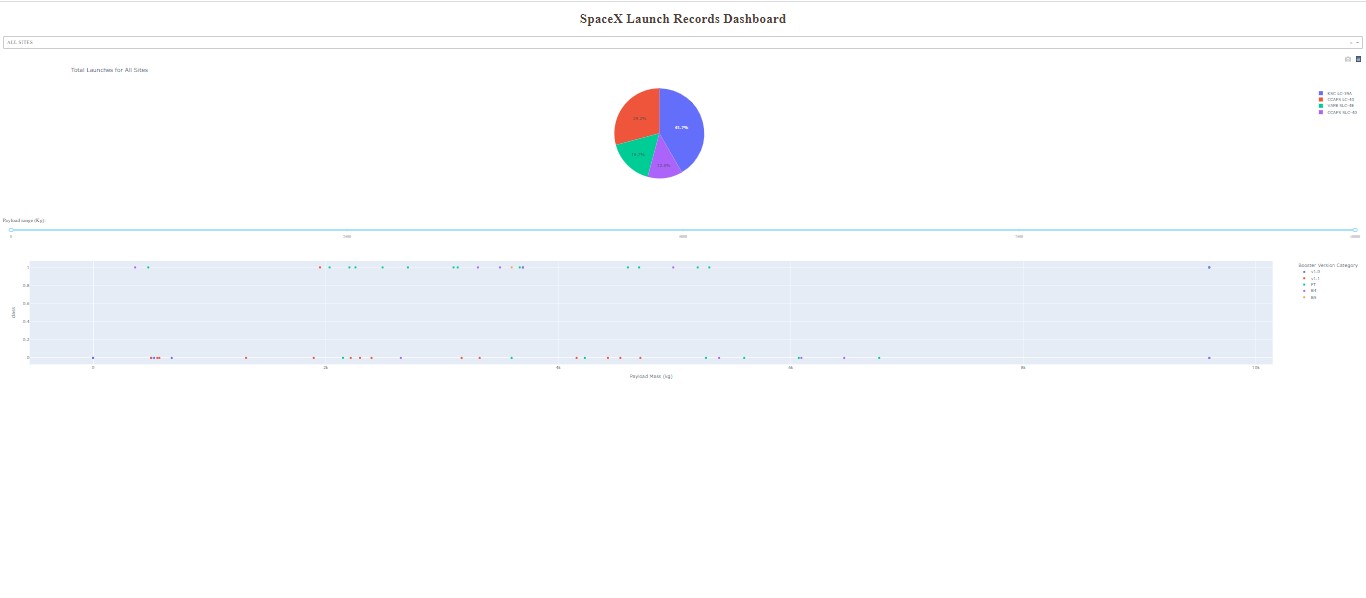 SpaceX Launch Records Dashboard
ALL SITES
Total Launches for All Sites
41.7%
29.2%
16.7%
12.5%
KSC LC-39A
CCAFS LC-40
VAFB SLC-4E
CCAFS SLC-40
Payload range (Kg):
0
2500
5000
7500
10000
Booster Version Category
v1.0
v1.1
FT
B4
B5
class
1
0.8
0.6
0.4
0.2
0
0
2k
4k
6k
8k
10k
Payload Mass (kg)